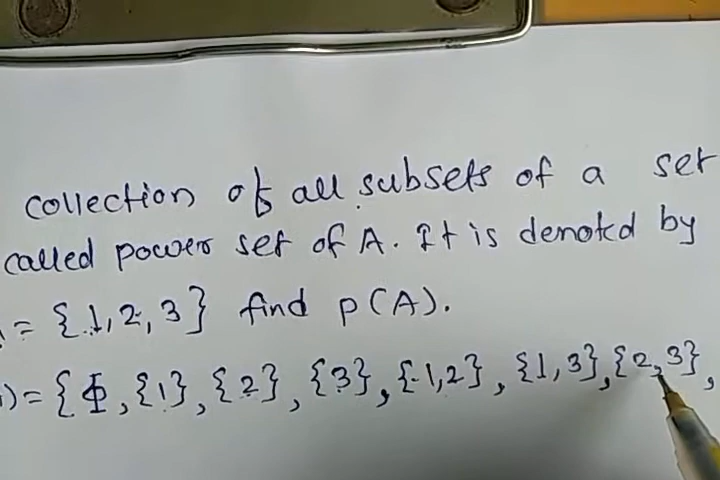 collection of all subsets of a set
called power set of A. It is denoted by
= {1, 2, 3} find p(A).
)= {Φ, {1}, {2}, {3}, {1,2}, {1,3}, {2,3},